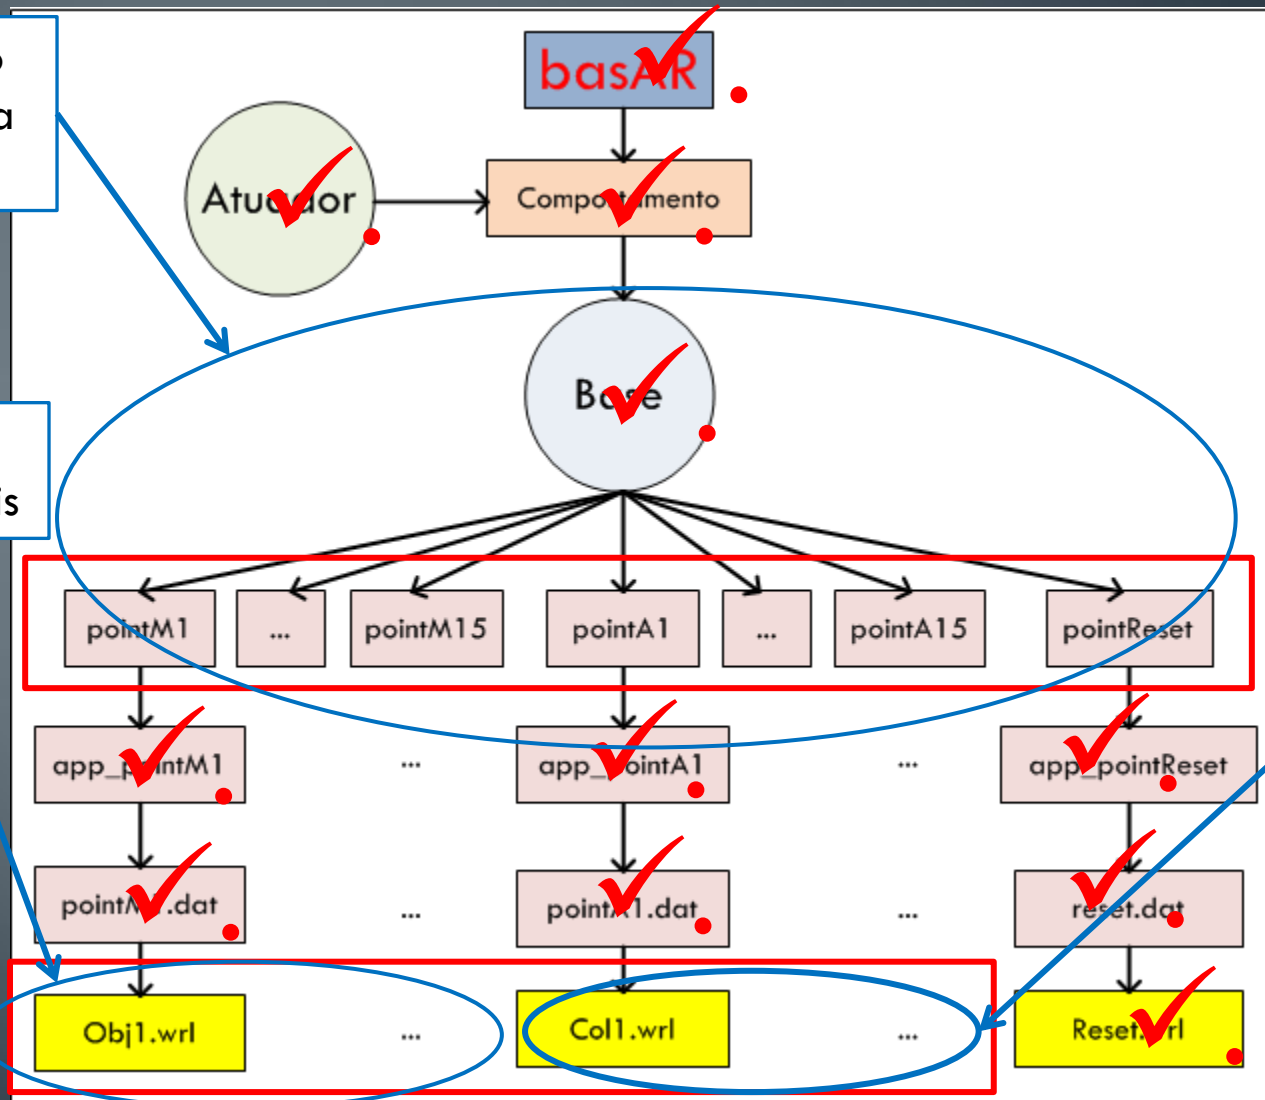 basAR
a
Atuador
Comportamento
Base
is
pointM1 ... pointM15 pointA1 ... pointA15 pointReset
app_pointM1 ... app_pointA1 ... app_pointReset
pointM1.dat ... pointA1.dat ... reset.dat
Obj1.wrl ... Col1.wrl ... Reset.wrl